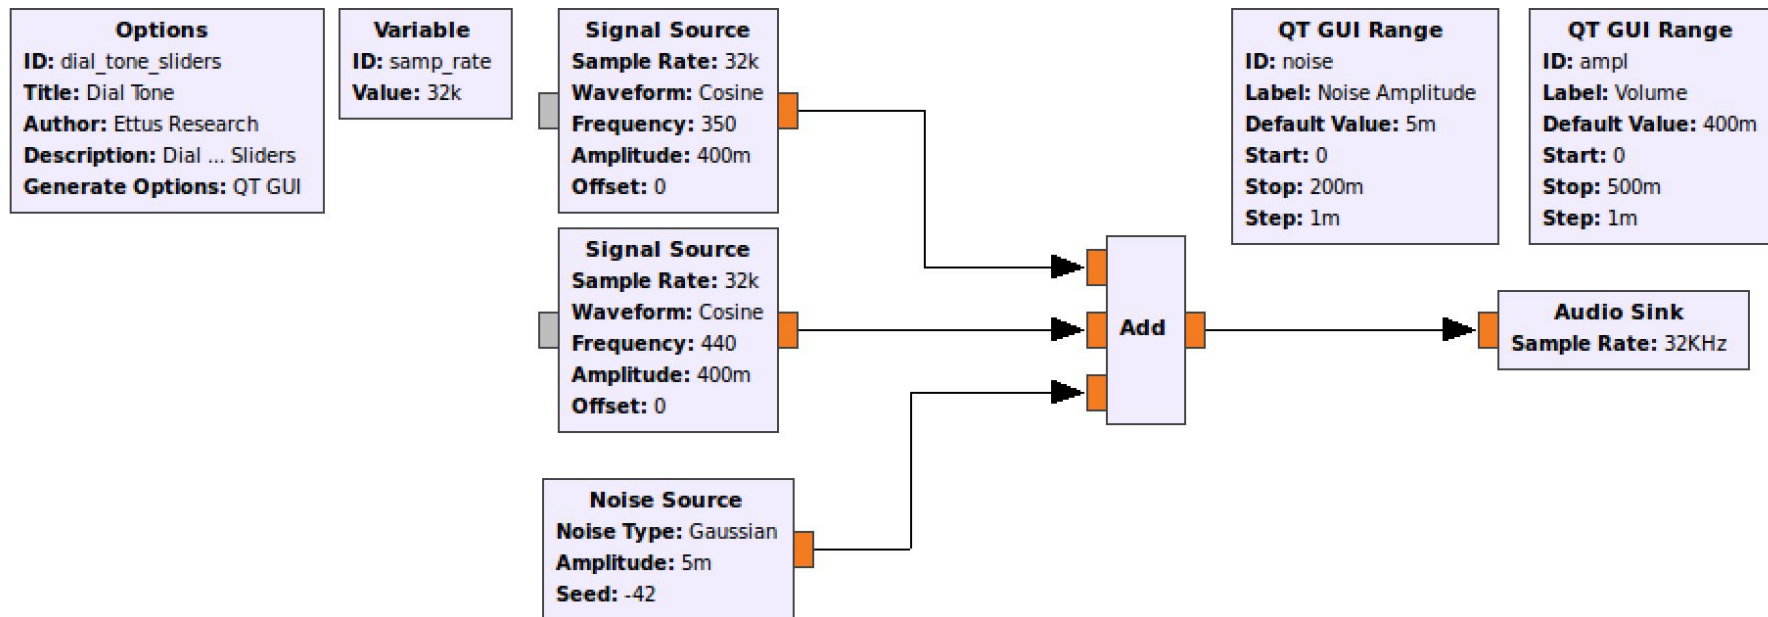 Options
ID: dial_tone_sliders
Title: Dial Tone
Author: Ettus Research
Description: Dial ... Sliders
Generate Options: QT GUI
Variable
ID: samp_rate
Value: 32k
Signal Source
Sample Rate: 32k
Waveform: Cosine
Frequency: 350
Amplitude: 400m
Offset: 0
Signal Source
Sample Rate: 32k
Waveform: Cosine
Frequency: 440
Amplitude: 400m
Offset: 0
Noise Source
Noise Type: Gaussian
Amplitude: 5m
Seed: -42
Add
QT GUI Range
ID: noise
Label: Noise Amplitude
Default Value: 5m
Start: 0
Stop: 200m
Step: 1m
QT GUI Range
ID: ampl
Label: Volume
Default Value: 400m
Start: 0
Stop: 500m
Step: 1m
Audio Sink
Sample Rate: 32KHz